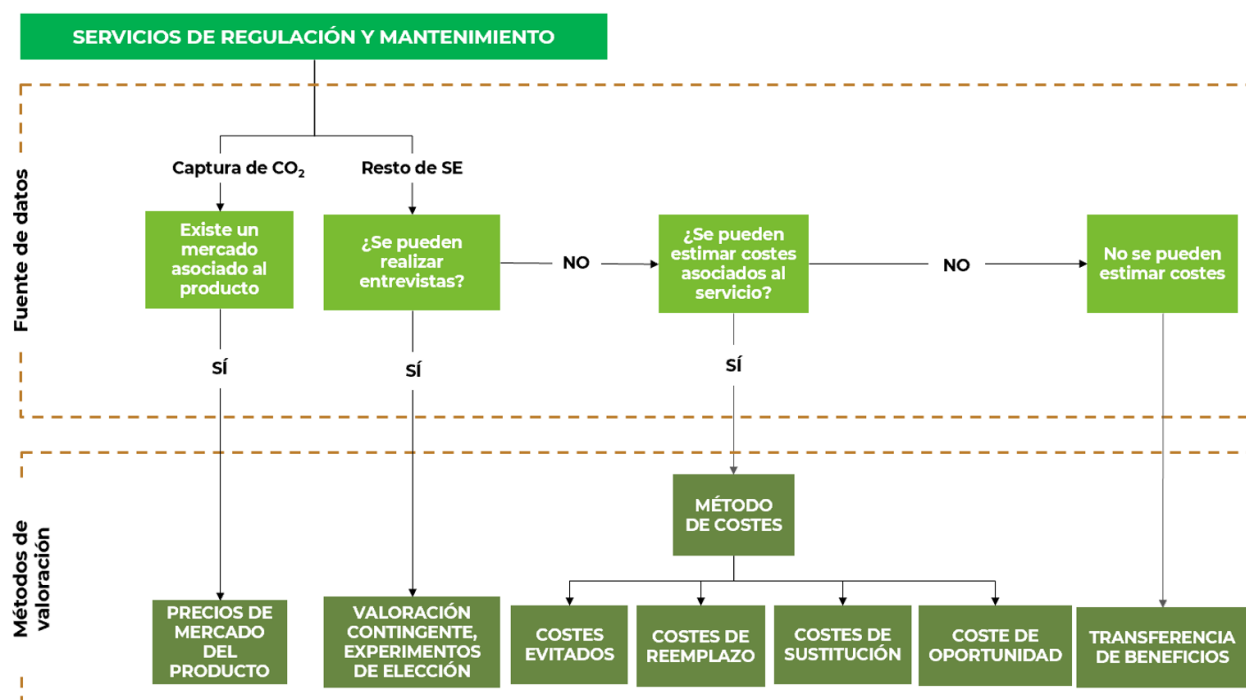 SERVICIOS DE REGULACIÓN Y MANTENIMIENTO
Fuente de datos
Captura de CO₂
Resto de SE
Existe un
mercado
asociado al
producto
¿Se pueden
realizar
entrevistas?
NO
¿Se pueden
estimar costes
asociados al
servicio?
NO
No se pueden
estimar costes
SÍ
SÍ
SÍ
Métodos de
valoración
MÉTODO
DE COSTES
PRECIOS DE
MERCADO
DEL
PRODUCTO
VALORACIÓN
CONTINGENTE,
EXPERIMENTOS
DE ELECCIÓN
COSTES
EVITADOS
COSTES DE
REEMPLAZO
COSTES DE
SUSTITUCIÓN
COSTE DE
OPORTUNIDAD
TRANSFERENCIA
DE BENEFICIOS